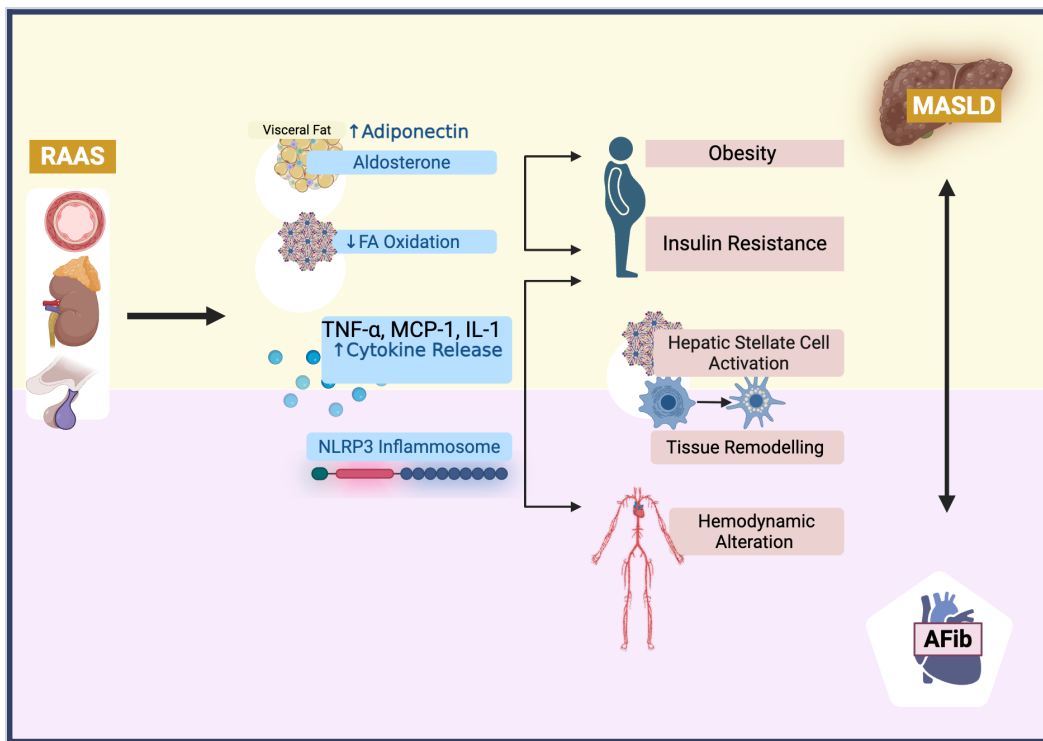 RAAS
Visceral Fat
↑Adiponectin
Aldosterone
↓FA Oxidation
TNF-α, MCP-1, IL-1
↑Cytokine Release
NLRP3 Inflammosome
Obesity
Insulin Resistance
Hepatic Stellate Cell
Activation
Tissue Remodelling
Hemodynamic
Alteration
MASLD
AFib